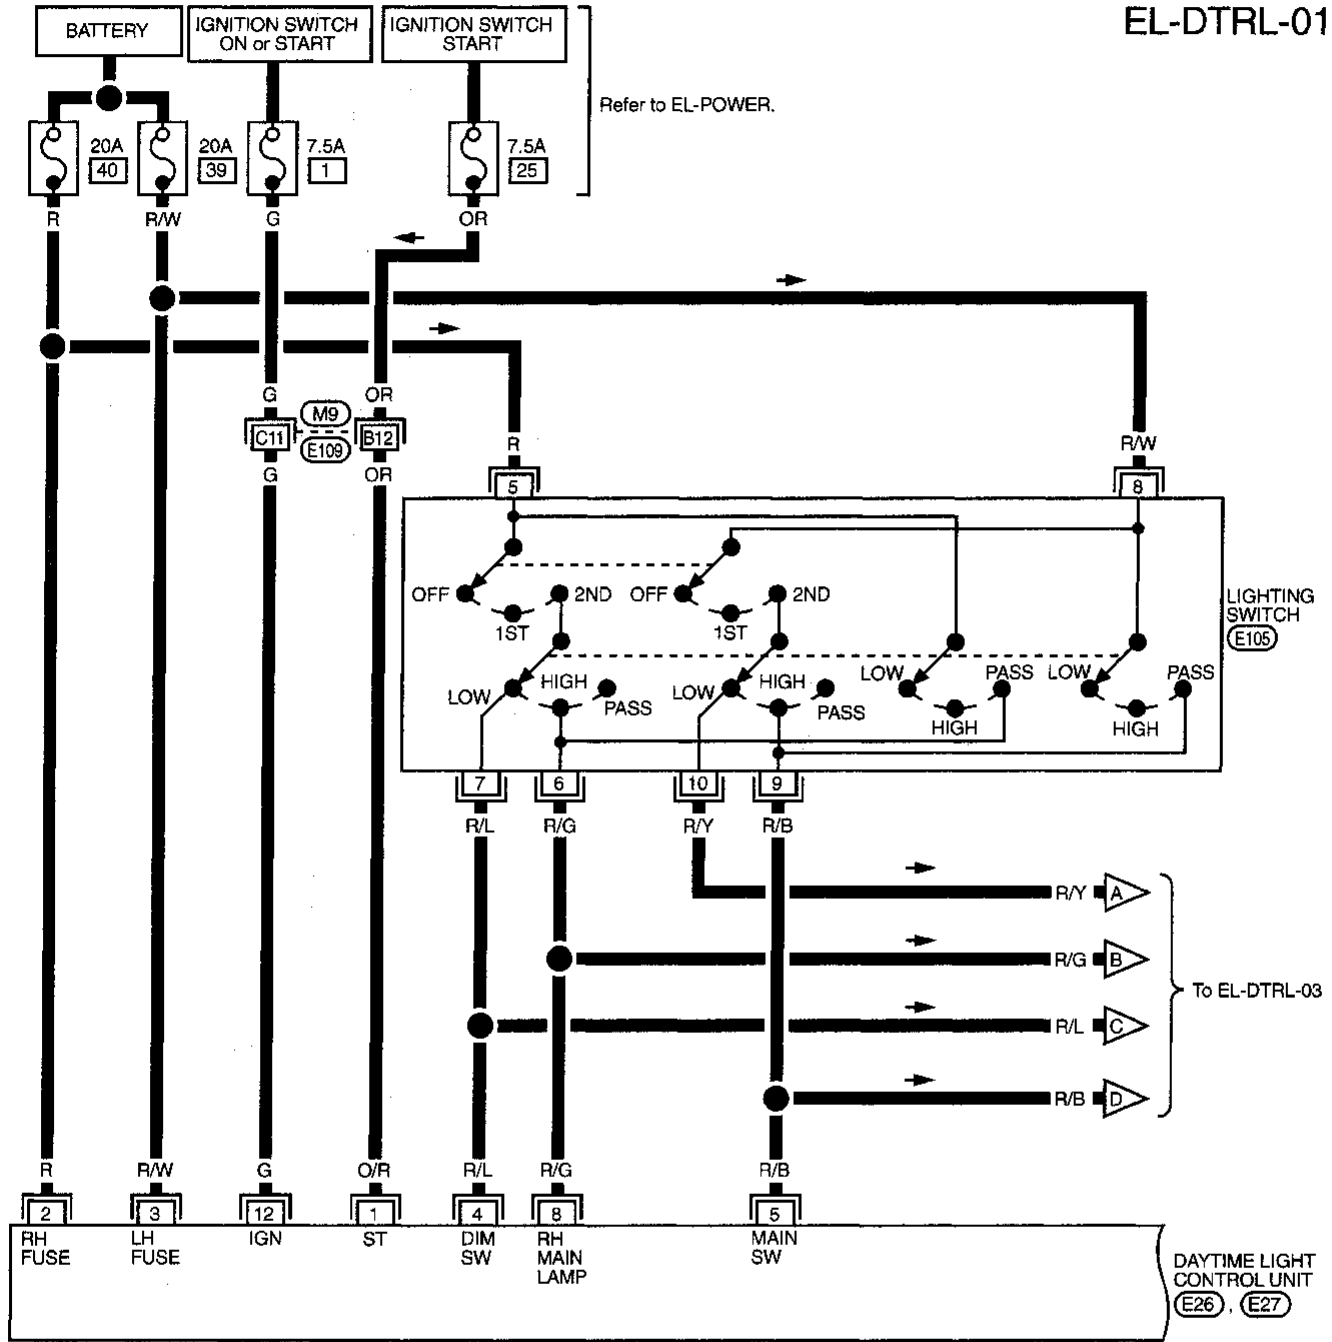 EL-DTRL-01
BATTERY
IGNITION SWITCH
ON or START
IGNITION SWITCH
START
Refer to EL-POWER.
20A
40
20A
39
7.5A
1
7.5A
25
R
R/W
G
OR
G
OR
M9
C11
B12
E109
G
OR
R
R/W
5
8
OFF
2ND
1ST
OFF
2ND
1ST
LIGHTING
SWITCH
E105
LOW
HIGH
PASS
LOW
HIGH
PASS
LOW
PASS
HIGH
LOW
PASS
HIGH
7
6
10
9
R/L
R/G
R/Y
R/B
R/Y
A
R/G
B
R/L
C
R/B
D
To EL-DTRL-03
R
R/W
G
O/R
R/L
R/G
R/B
2
3
12
1
4
8
5
RH
FUSE
LH
FUSE
IGN
ST
DIM
SW
RH
MAIN
LAMP
MAIN
SW
DAYTIME LIGHT
CONTROL UNIT
E26 , E27